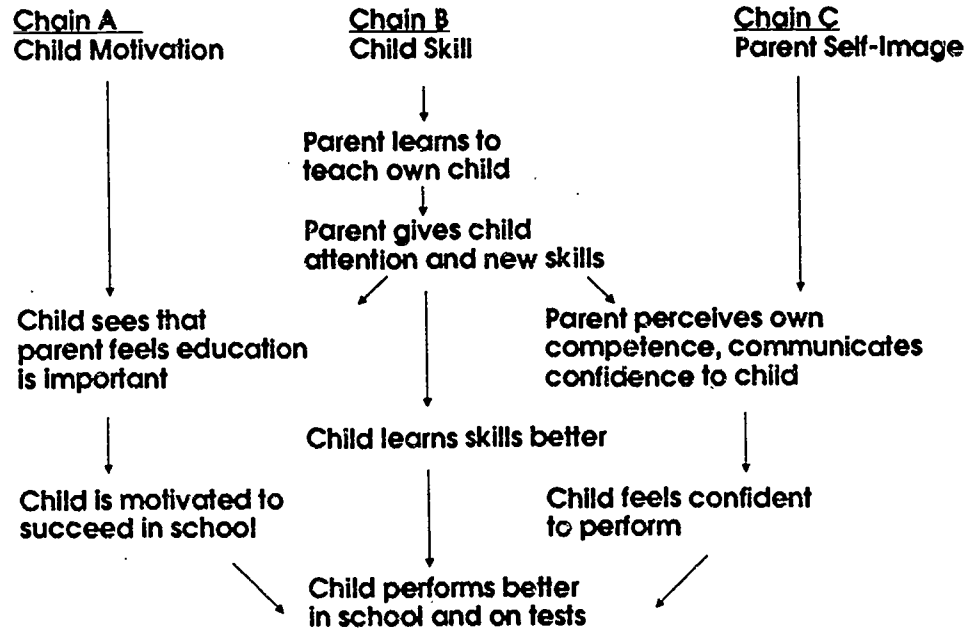 Chain A
Child Motivation
Chain B
Child Skill
Chain C
Parent Self-Image
Parent learns to
teach own child
Parent gives child
attention and new skills
Child sees that
parent feels education
is important
Parent perceives own
competence, communicates
confidence to child
Child learns skills better
Child is motivated to
succeed in school
Child feels confident
to perform
Child performs better
in school and on tests